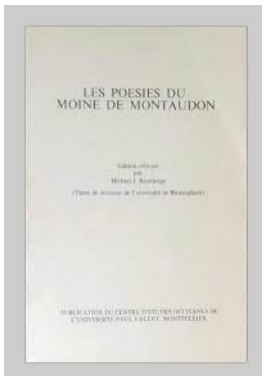 LES POESIES DU
MOINE DE MONTAUDON
Edition critique
par
Michael J. Routledge
(Thèse de doctorat de l'université de Birmingham)
PUBLICATION DU CENTRE D'ETUDES OCCITANES DE
L'UNIVERSITE PAUL VALERY, MONTPELLIER